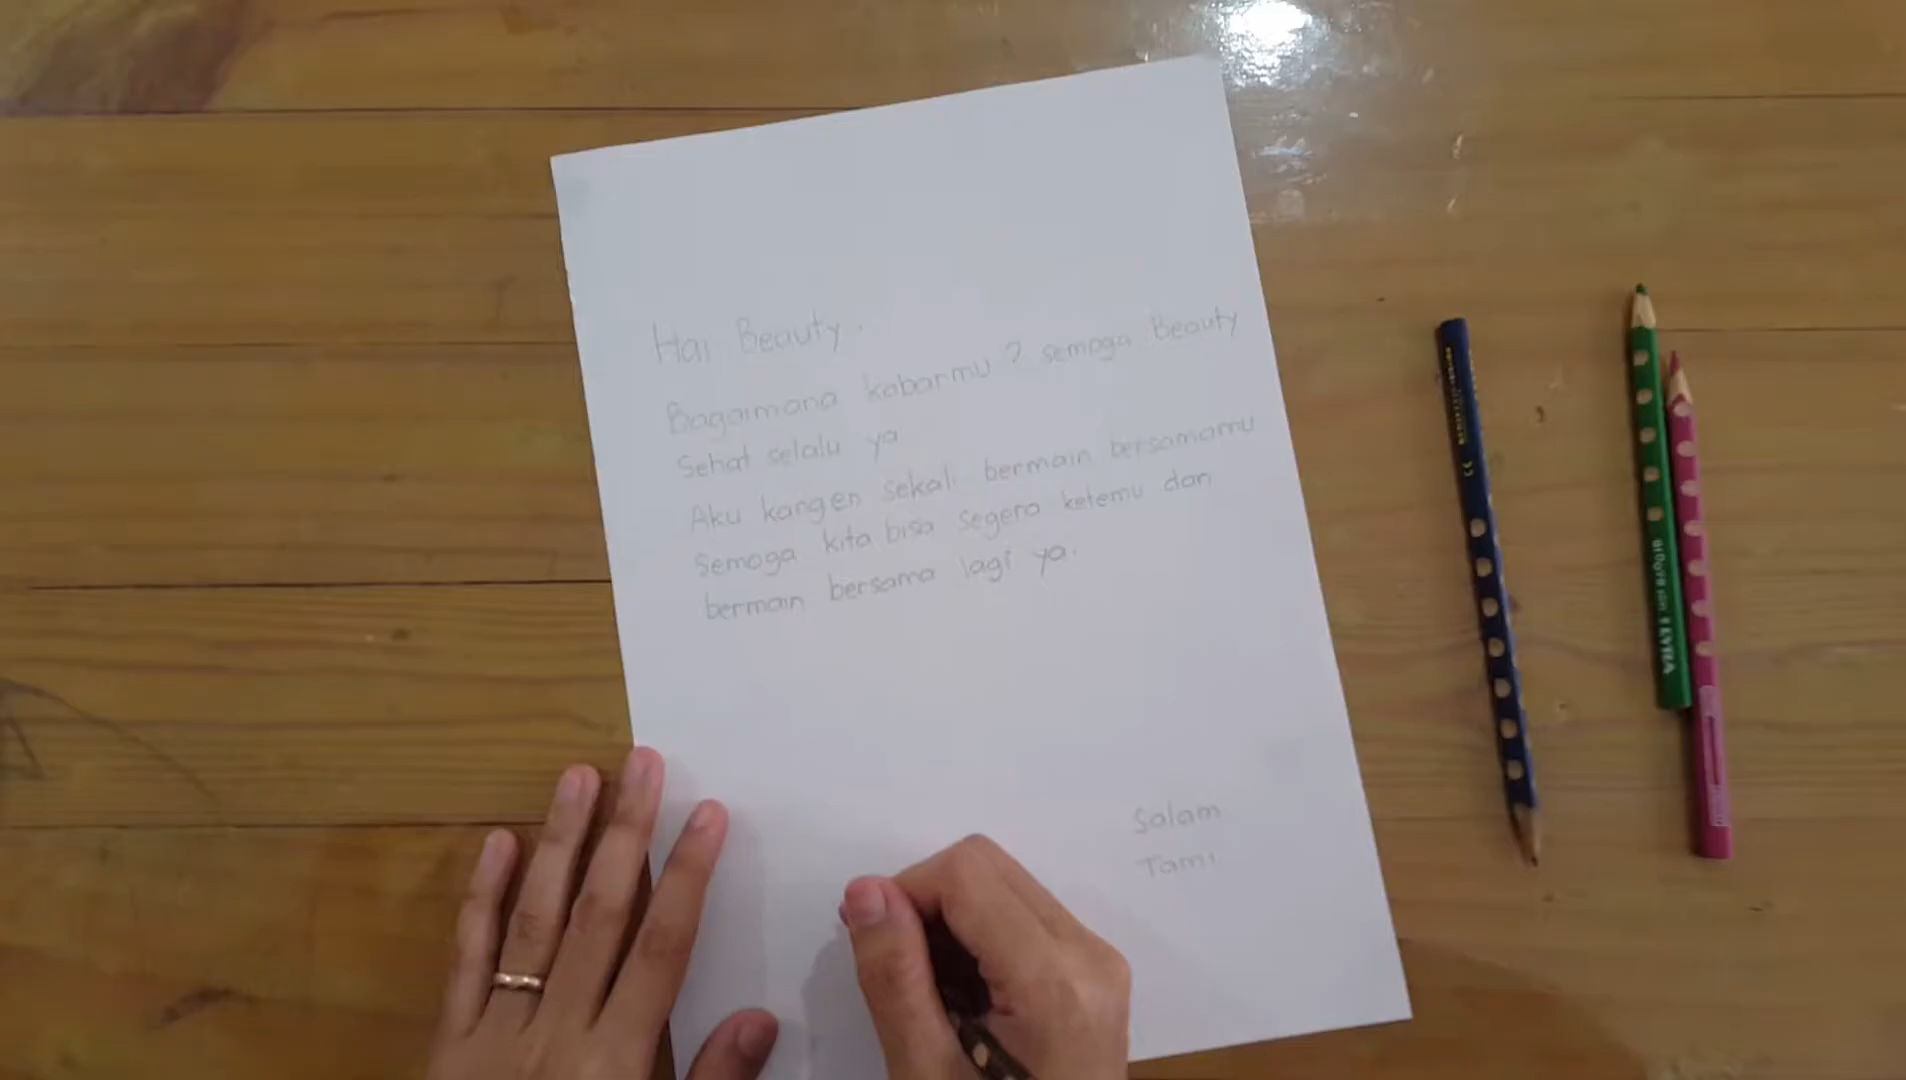 Hai Beauty.
Bagaimana kabarmu ? semoga Beauty
Sehat selalu ya
Aku kangen sekali bermain bersamamu
Semoga kita bisa segera ketemu dan
bermain bersama lagi ya.
Salam
Tami
LYRA